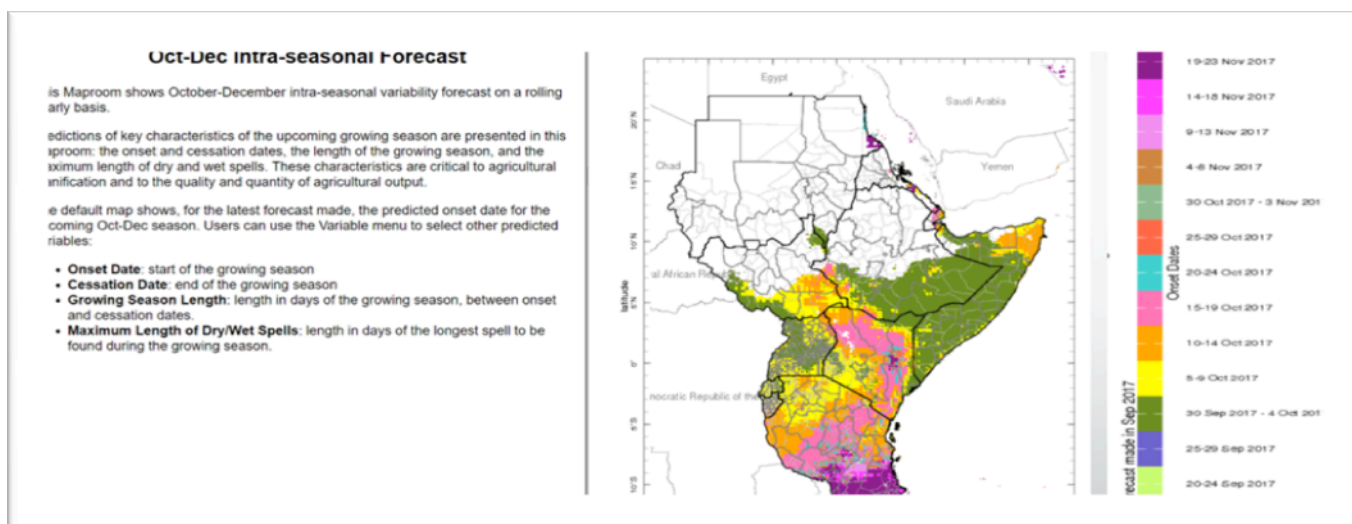 Oct-Dec Intra-seasonal Forecast
is Maproom shows October-December intra-seasonal variability forecast on a rolling
arly basis.
edictions of key characteristics of the upcoming growing season are presented in this
aproom: the onset and cessation dates, the length of the growing season, and the
aximum length of dry and wet spells. These characteristics are critical to agricultural
anification and to the quality and quantity of agricultural output.
e default map shows, for the latest forecast made, the predicted onset date for the
coming Oct-Dec season. Users can use the Variable menu to select other predicted
riables:
• Onset Date: start of the growing season
• Cessation Date: end of the growing season
• Growing Season Length: length in days of the growing season, between onset
and cessation dates.
• Maximum Length of Dry/Wet Spells: length in days of the longest spell to be
found during the growing season.
Egypt
Saudi Arabia
Chad
Yemen
al African Republic
nocratic Republic of the
latitude
20°N
15°N
10°N
5°N
0°
5°S
10°S
19-23 Nov 2017
14-18 Nov 2017
9-13 Nov 2017
4-8 Nov 2017
30 Oct 2017 - 3 Nov 201
25-29 Oct 2017
20-24 Oct 2017
15-19 Oct 2017
10-14 Oct 2017
5-9 Oct 2017
30 Sep 2017 - 4 Oct 201
25-29 Sep 2017
20-24 Sep 2017
Onset Dates
recast made in Sep 2017